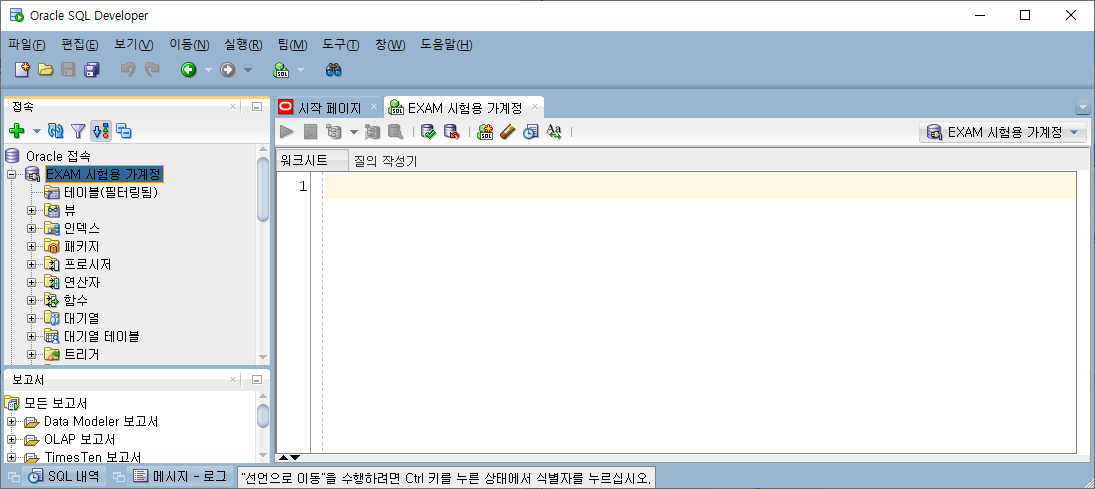 Oracle SQL Developer
파일(F) 편집(E) 보기(V) 이동(N) 실행(R) 팀(M) 도구(T) 창(W) 도움말(H)
접속
Oracle 접속
EXAM 시험용 가계정
테이블(필터링됨)
뷰
인덱스
패키지
프로시저
연산자
함수
대기열
대기열 테이블
트리거
보고서
모든 보고서
Data Modeler 보고서
OLAP 보고서
TimesTen 보고서
시작 페이지 EXAM 시험용 가계정
SQL Aa EXAM 시험용 가계정
워크시트 질의 작성기
1
SQL 내역 메시지 - 로그 "선언으로 이동"을 수행하려면 Ctrl 키를 누른 상태에서 식별자를 누르십시오.